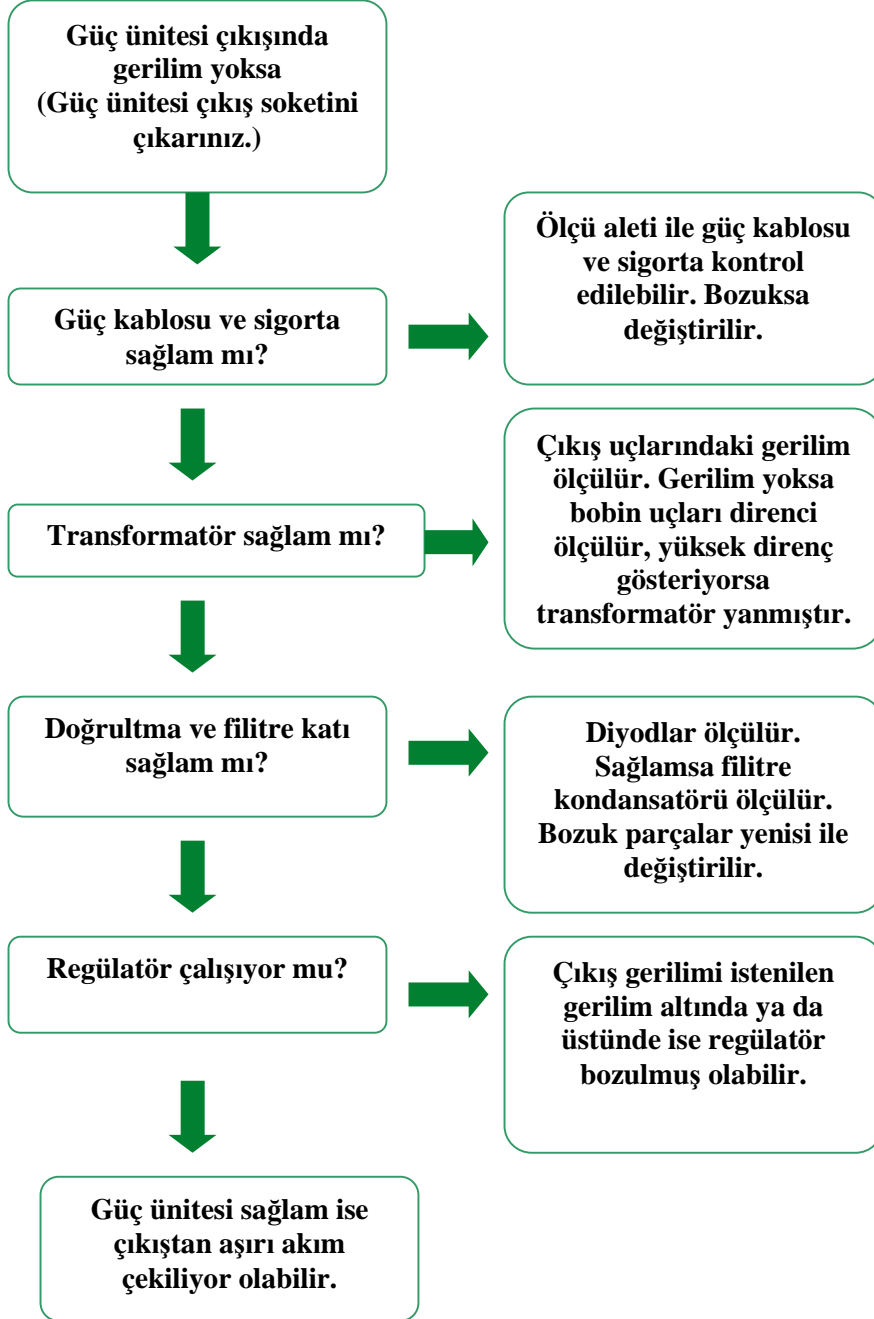 Güç ünitesi çıkışında
gerilim yoksa
(Güç ünitesi çıkış soketini
çıkarınız.)
Güç kablosu ve sigorta
sağlam mı?
Ölçü aleti ile güç kablosu
ve sigorta kontrol
edilebilir. Bozuksa
değiştirilir.
Transformatör sağlam mı?
Çıkış uçlarındaki gerilim
ölçülür. Gerilim yoksa
bobin uçları direnci
ölçülür, yüksek direnç
gösteriyorsa
transformatör yanmıştır.
Doğrultma ve filitre katı
sağlam mı?
Diyodlar ölçülür.
Sağlamsa filitre
kondansatörü ölçülür.
Bozuk parçalar yenisi ile
değiştirilir.
Regülatör çalışıyor mu?
Çıkış gerilimi istenilen
gerilim altında ya da
üstünde ise regülatör
bozulmuş olabilir.
Güç ünitesi sağlam ise
çıkıştan aşırı akım
çekiliyor olabilir.